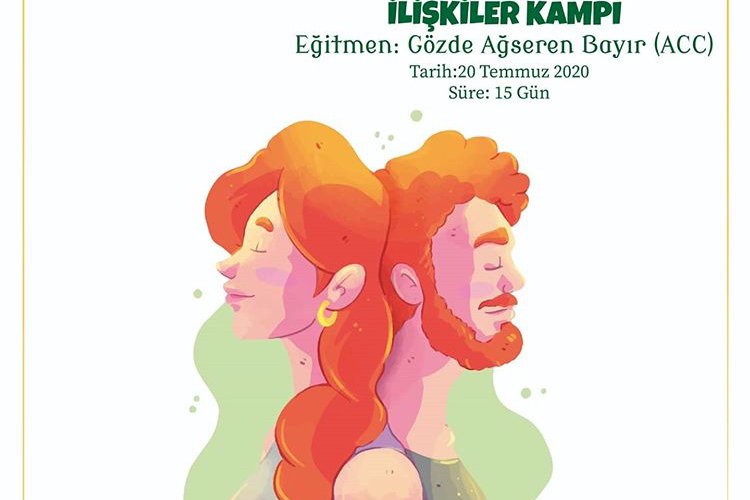 İLİŞKİLER KAMPI
Eğitmen: Gözde Ağseren Bayır (ACC)
Tarih:20 Temmuz 2020
Süre: 15 Gün